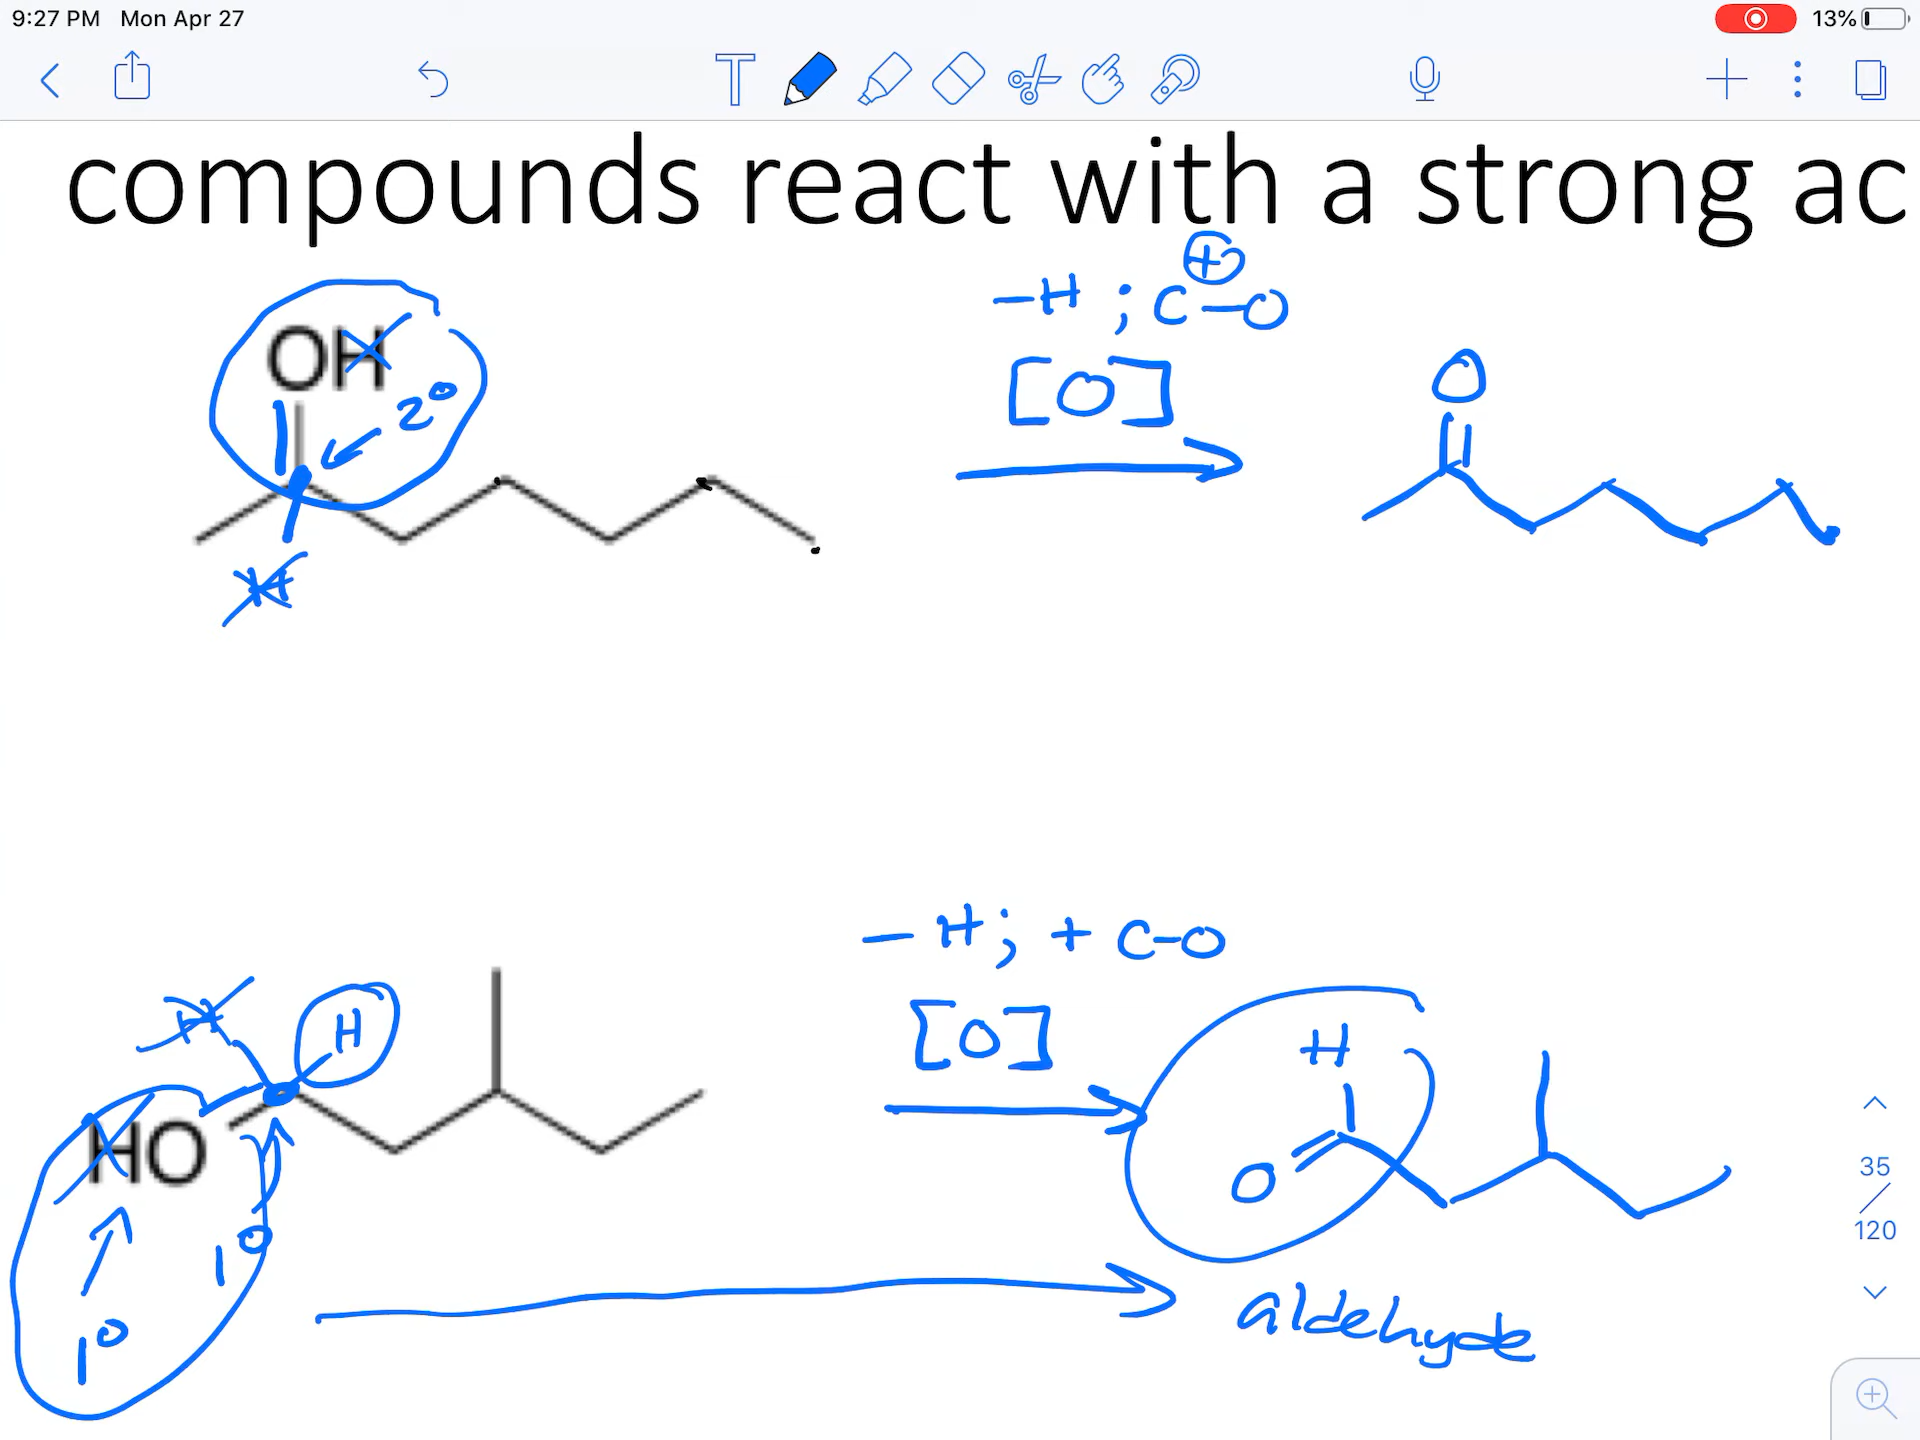 9:27 PM Mon Apr 27
13%
T
compounds react with a strong ac
-H ; C-O
+
OH
2°
[O]
O
H
- H; + C-O
H
H
[O]
H
HO
O
1°
1°
aldehyde
35
120